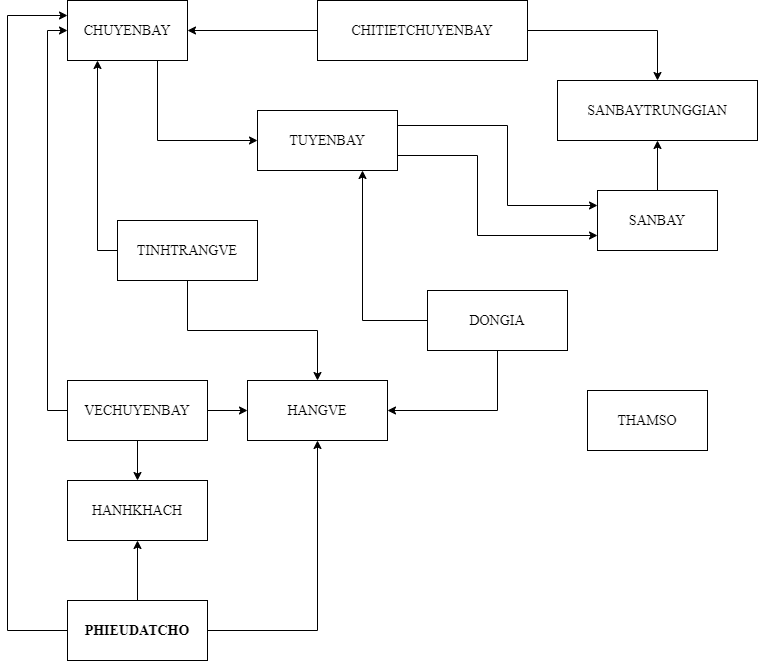 CHUYENBAY
CHITIETCHUYENBAY
SANBAYTRUNGGIAN
TUYENBAY
SANBAY
TINHTRANGVE
DONGIA
VECHUYENBAY
HANGVE
THAMSO
HANHKHACH
PHIEUDATCHO